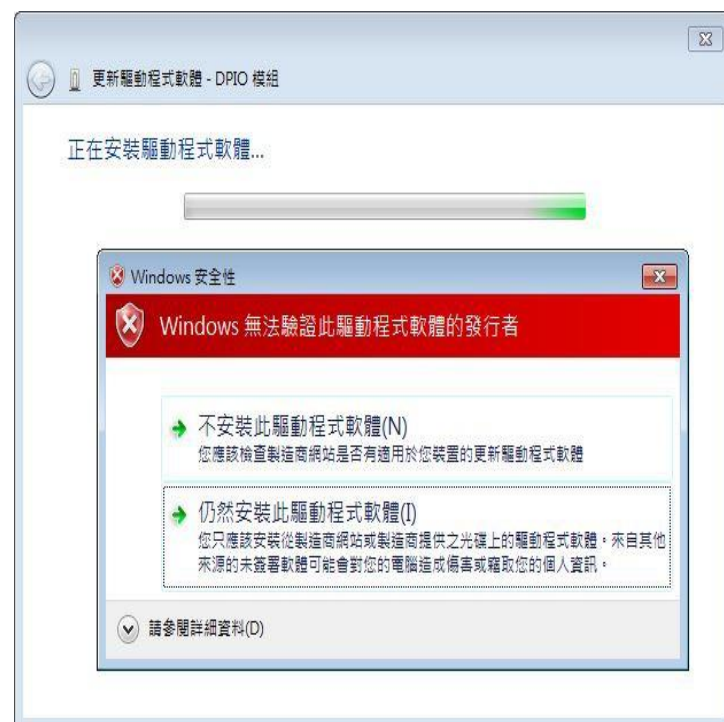 更新驅動程式軟體 - DPIO 模組
正在安裝驅動程式軟體...
Windows 安全性
Windows 無法驗證此驅動程式軟體的發行者
不安裝此驅動程式軟體(N)
您應該檢查製造商網站是否有適用於您裝置的更新驅動程式軟體
仍然安裝此驅動程式軟體(I)
您只應該安裝從製造商網站或製造商提供之光碟上的驅動程式軟體。來自其他
來源的未簽署軟體可能會對您的電腦造成傷害或竊取您的個人資訊。
請參閱詳細資料(D)